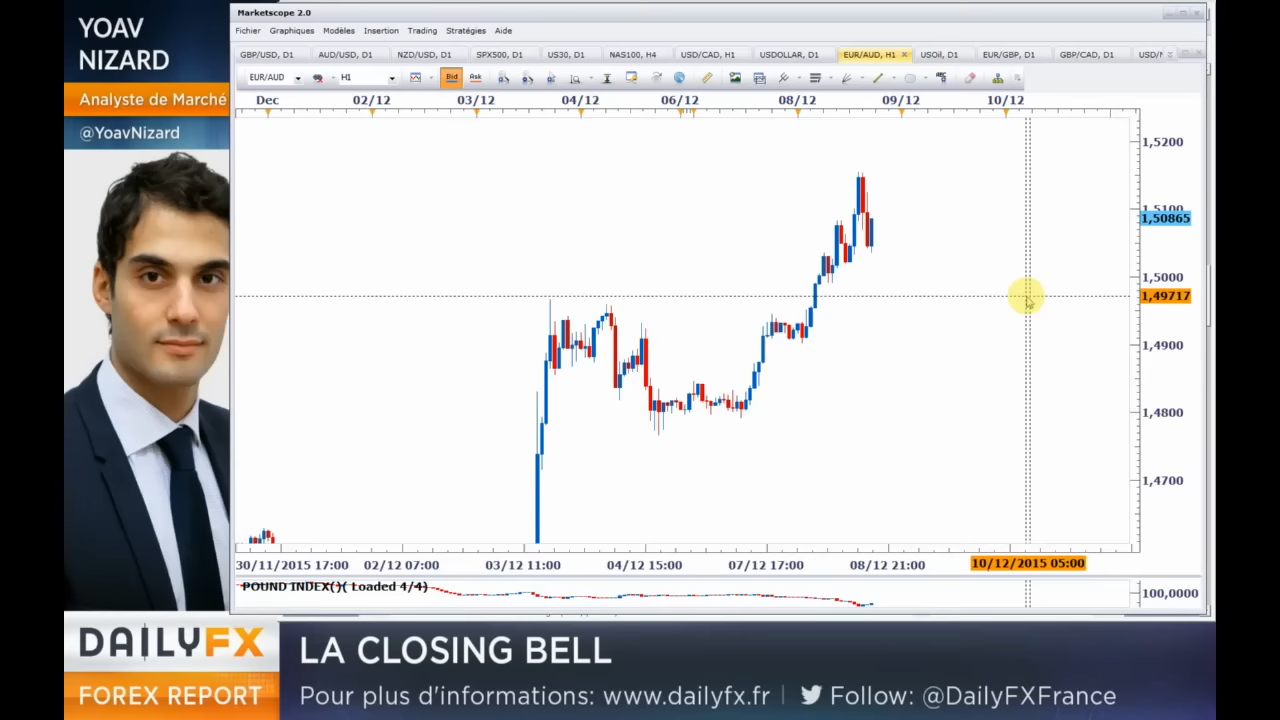 YOAV
NIZARD
Analyste de Marché
@YoavNizard
Marketscope 2.0
Fichier Graphiques Modèles Insertion Trading Stratégies Aide
GBP/USD, D1 AUD/USD, D1 NZD/USD, D1 SPX500, D1 US30, D1 NAS100, H4 USD/CAD, H1 USDOLLAR, D1 EUR/AUD, H1 USOil, D1 EUR/GBP, D1 GBP/CAD, D1
EUR/AUD H1 Bid Ask
Dec 02/12 03/12 04/12 06/12 08/12 09/12 10/12
1,5200
1,5100
1,50865
1,5000
1,49717
1,4900
1,4800
1,4700
30/11/2015 17:00 02/12 07:00 03/12 11:00 04/12 15:00 07/12 17:00 08/12 21:00 10/12/2015 05:00
POUND INDEX()( Loaded 4/4)
100,0000
DAILYFX
FOREX REPORT
LA CLOSING BELL
Pour plus d'informations: www.dailyfx.fr | Follow: @DailyFXFrance